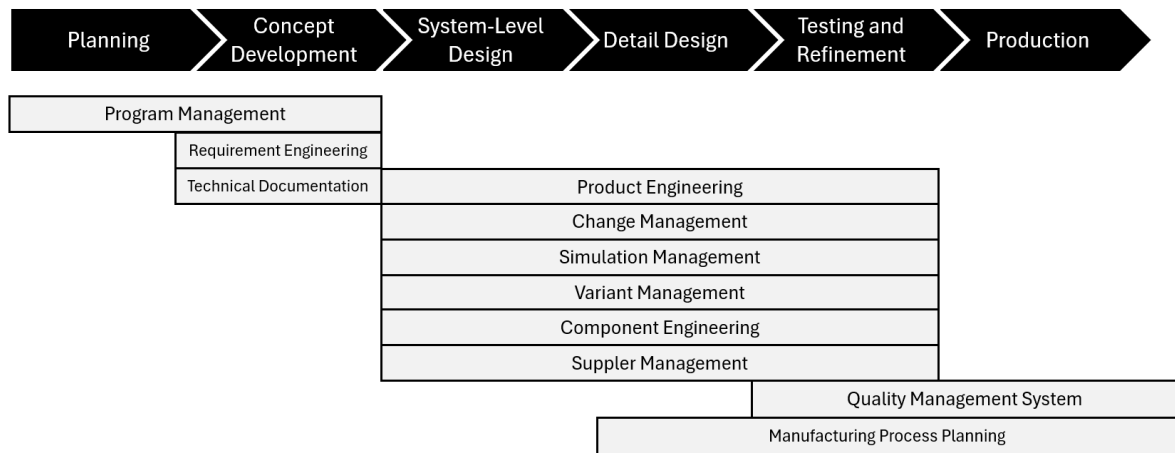 Planning
Concept
Development
System-Level
Design
Detail Design
Testing and
Refinement
Production
Program Management
Requirement Engineering
Technical Documentation
Product Engineering
Change Management
Simulation Management
Variant Management
Component Engineering
Suppler Management
Quality Management System
Manufacturing Process Planning